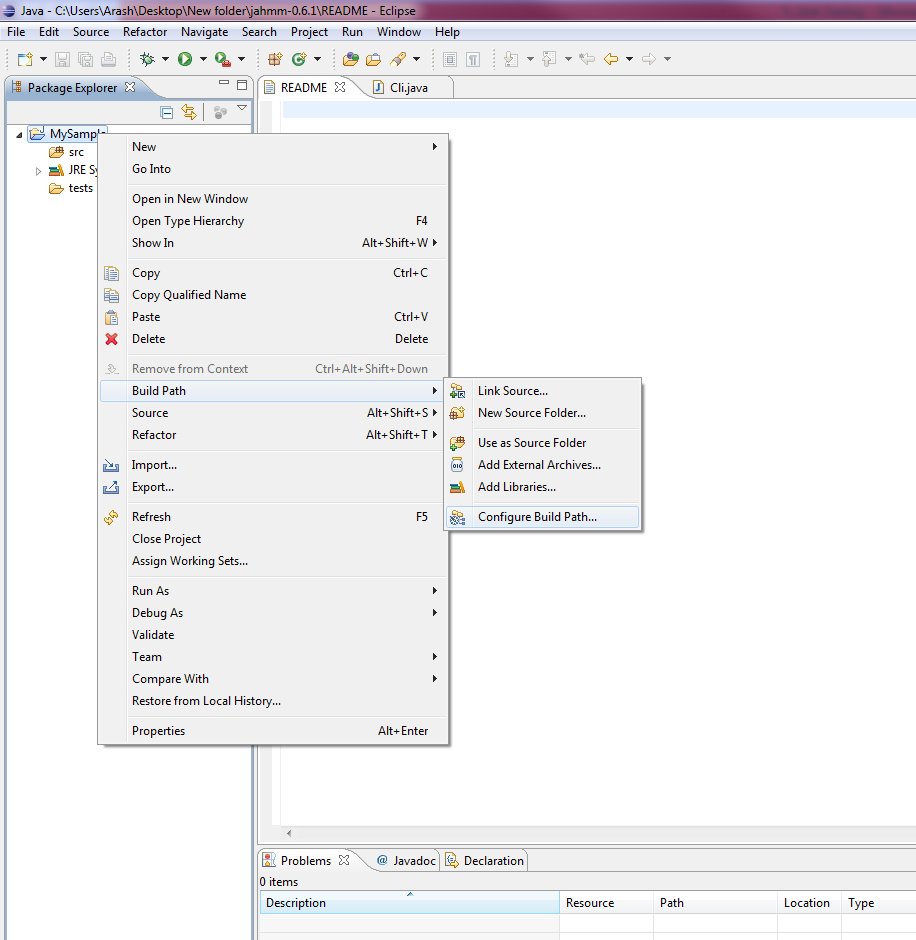 Java - C:\Users\Arash\Desktop\New folder\jahmm-0.6.1\README - Eclipse
File Edit Source Refactor Navigate Search Project Run Window Help
Package Explorer
README Cli.java
MySample
src
JRE Sy
tests
New
Go Into
Open in New Window
Open Type Hierarchy F4
Show In Alt+Shift+W
Copy Ctrl+C
Copy Qualified Name
Paste Ctrl+V
Delete Delete
Remove from Context Ctrl+Alt+Shift+Down
Build Path
Source Alt+Shift+S
Refactor Alt+Shift+T
Import...
Export...
Refresh F5
Close Project
Assign Working Sets...
Run As
Debug As
Validate
Team
Compare With
Restore from Local History...
Properties Alt+Enter
Link Source...
New Source Folder...
Use as Source Folder
Add External Archives...
Add Libraries...
Configure Build Path...
Problems @ Javadoc Declaration
0 items
Description Resource Path Location Type